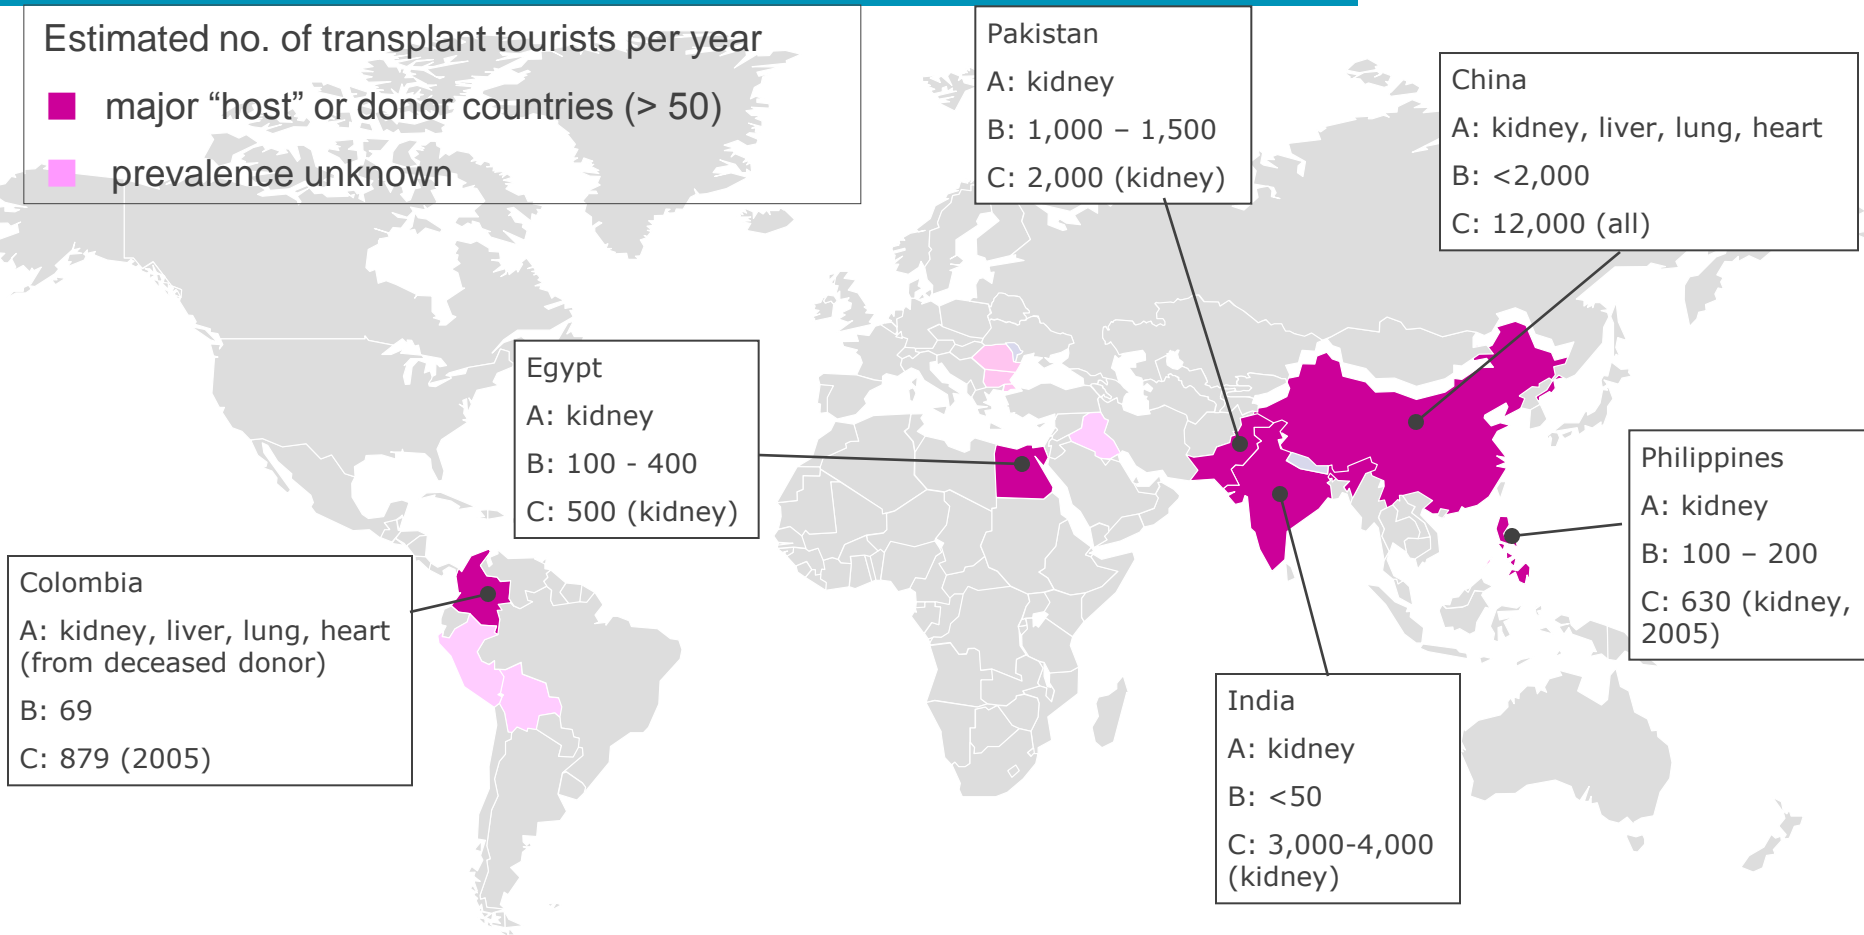 Estimated no. of transplant tourists per year
major “host” or donor countries (> 50)
prevalence unknown
Pakistan
A: kidney
B: 1,000 – 1,500
C: 2,000 (kidney)
China
A: kidney, liver, lung, heart
B: <2,000
C: 12,000 (all)
Egypt
A: kidney
B: 100 - 400
C: 500 (kidney)
Philippines
A: kidney
B: 100 – 200
C: 630 (kidney,
2005)
Colombia
A: kidney, liver, lung, heart
(from deceased donor)
B: 69
C: 879 (2005)
India
A: kidney
B: <50
C: 3,000-4,000
(kidney)